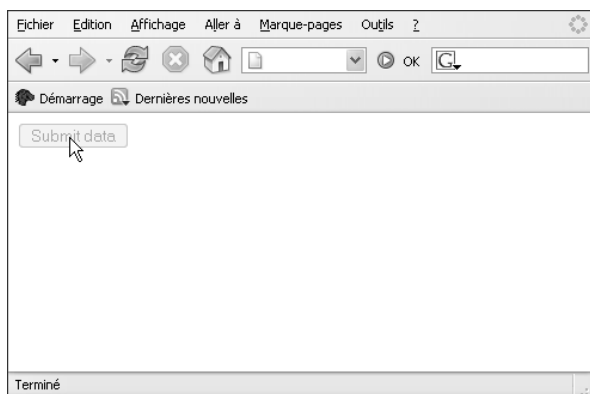 Fichier Edition Affichage Aller à Marque-pages Outils ?
OK G
Démarrage Dernières nouvelles
Submit data
Terminé